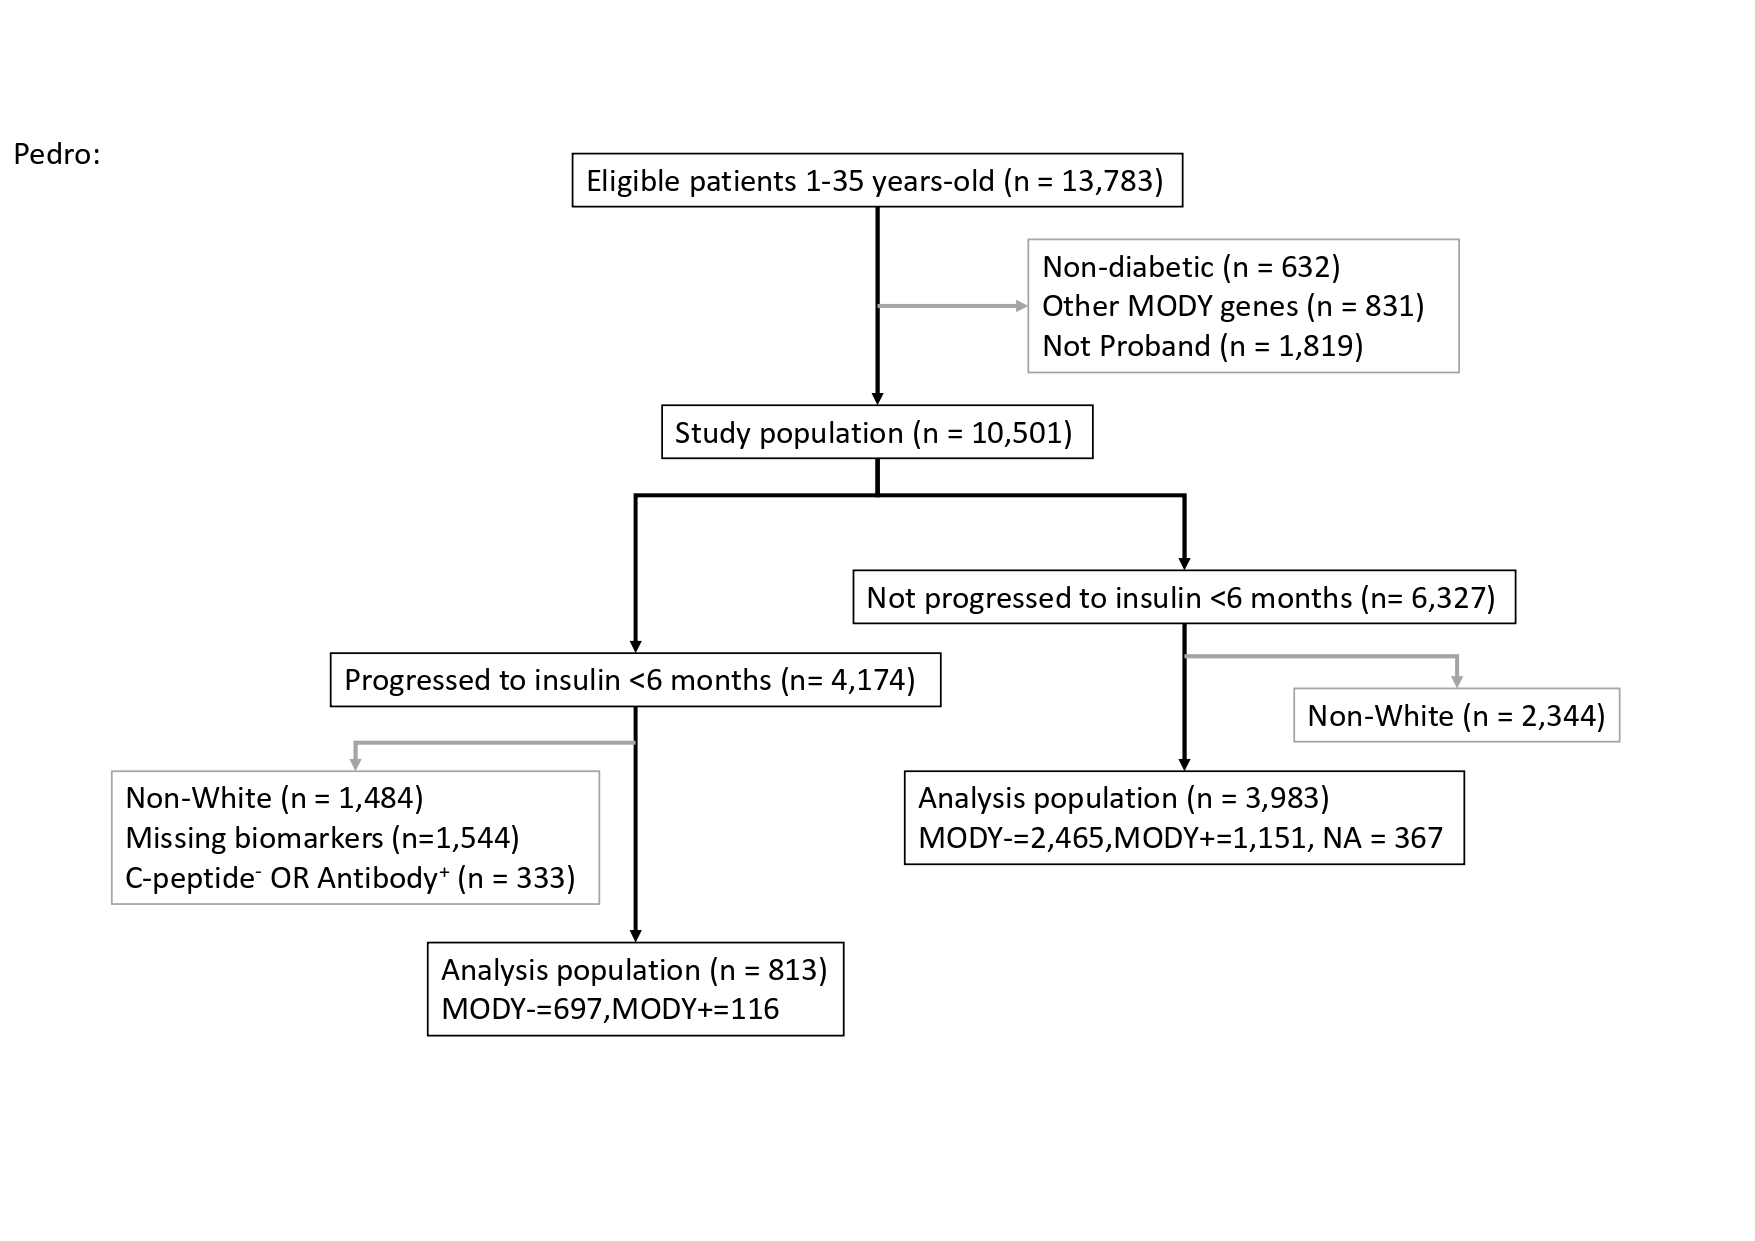 Pedro:
Eligible patients 1-35 years-old (n = 13,783)
Non-diabetic (n = 632)
Other MODY genes (n = 831)
Not Proband (n = 1,819)
Study population (n = 10,501)
Not progressed to insulin <6 months (n= 6,327)
Progressed to insulin <6 months (n= 4,174)
Non-White (n = 2,344)
Non-White (n = 1,484)
Missing biomarkers (n=1,544)
C-peptide⁻ OR Antibody⁺ (n = 333)
Analysis population (n = 3,983)
MODY-=2,465,MODY+=1,151, NA = 367
Analysis population (n = 813)
MODY-=697,MODY+=116